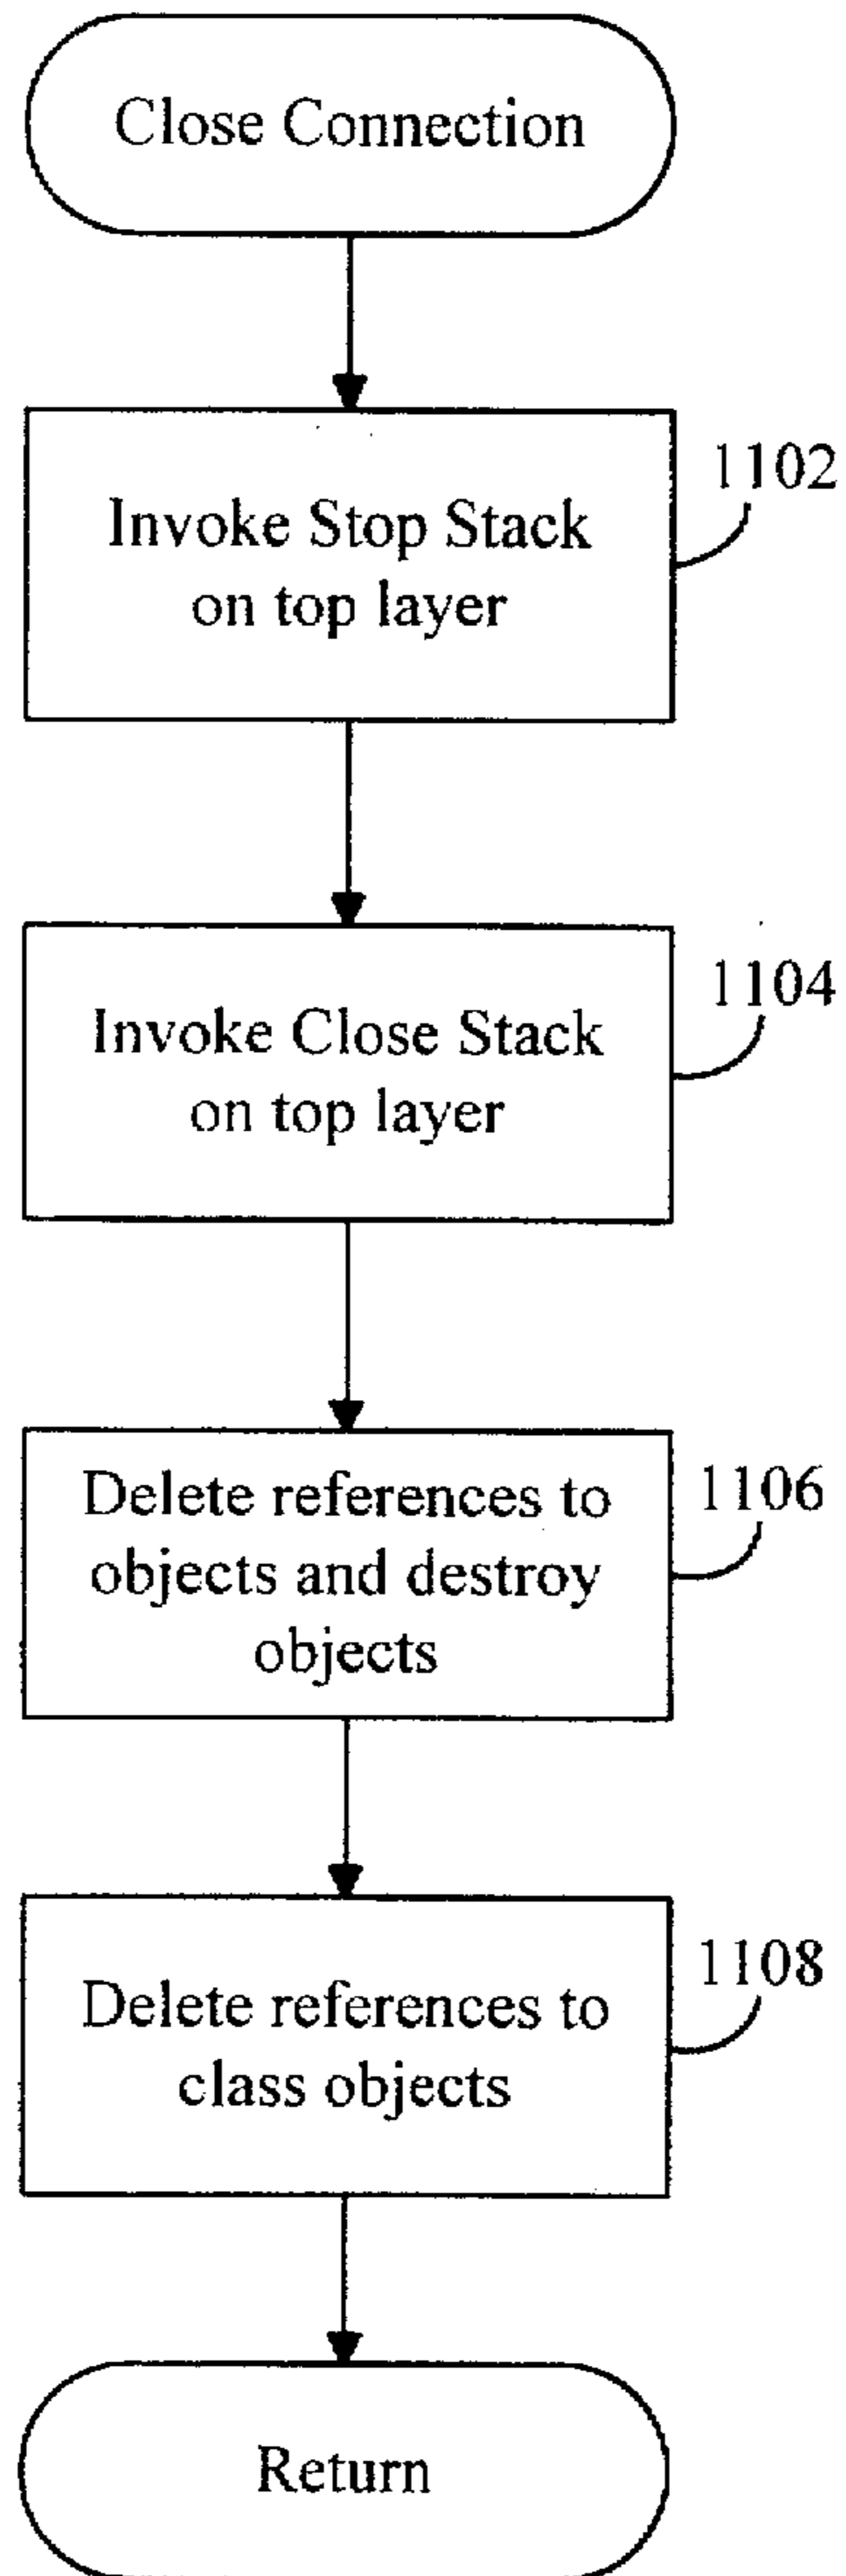 Close Connection
1102
Invoke Stop Stack
on top layer
1104
Invoke Close Stack
on top layer
1106
Delete references to
objects and destroy
objects
1108
Delete references to
class objects
Return